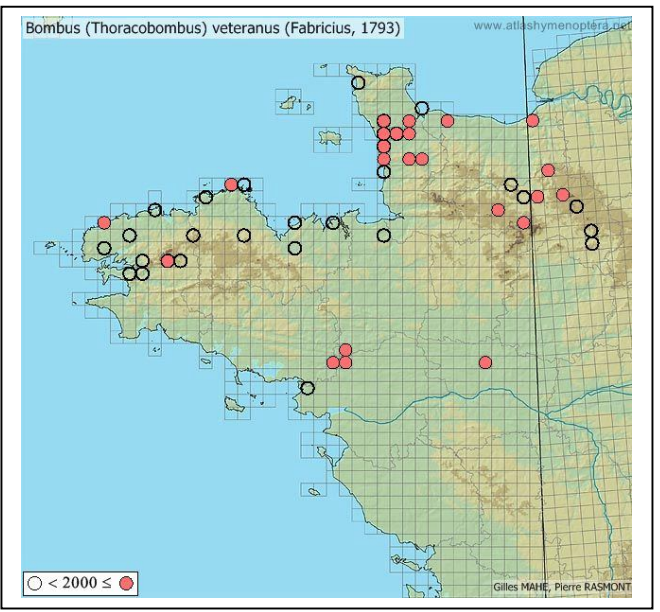 Bombus (Thoracobombus) veteranus (Fabricius, 1793)
www.atlashymenoptera.net
< 2000 ≤
Gilles MAHE, Pierre RASMONT